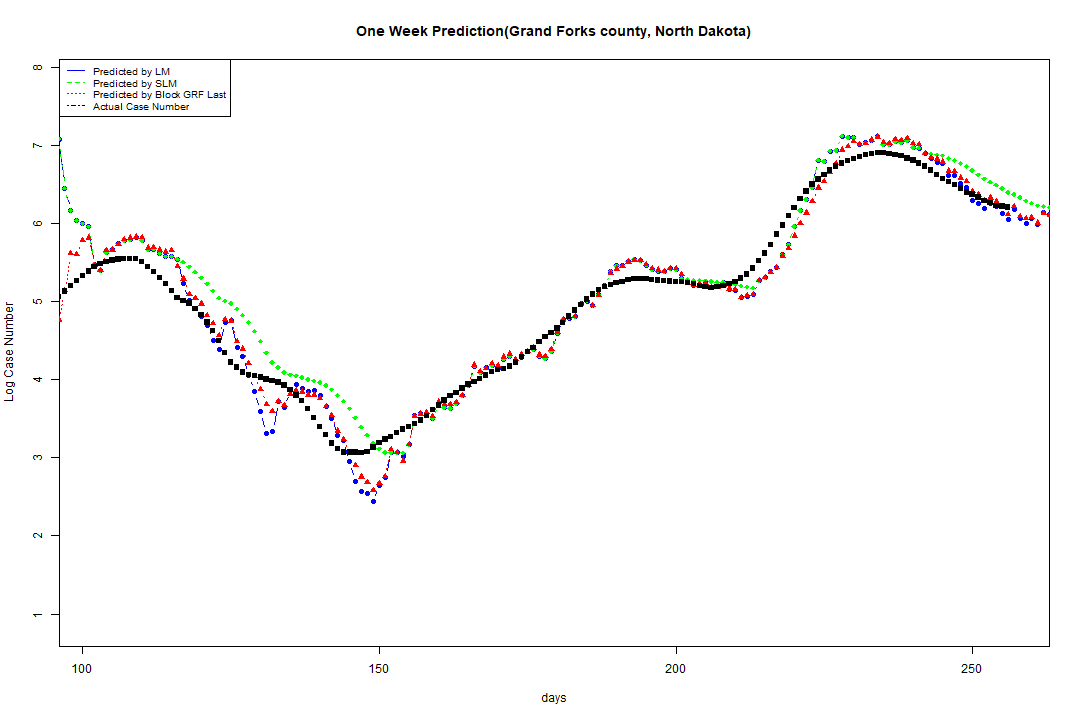 One Week Prediction(Grand Forks county, North Dakota)
Predicted by LM
Predicted by SLM
Predicted by Block GRF Last
Actual Case Number
8
7
6
5
4
3
2
1
Log Case Number
100 150 200 250
days